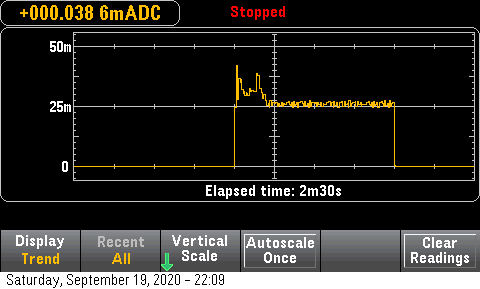 +000.038 6mADC
Stopped
50m
25m
0
Elapsed time: 2m30s
Display
Trend
Recent
All
Vertical
Scale
Autoscale
Once
Clear
Readings
Saturday, September 19, 2020 – 22:09